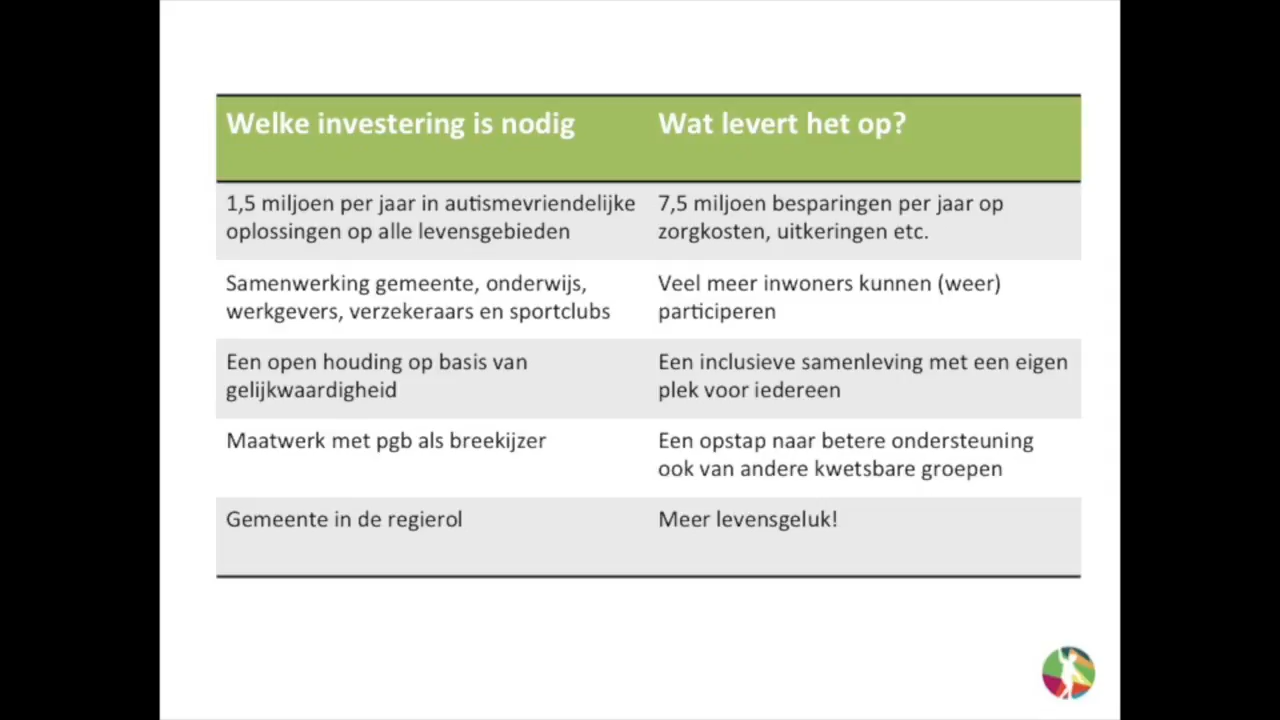 Welke investering is nodig
Wat levert het op?
1,5 miljoen per jaar in autismevriendelijke
oplossingen op alle levensgebieden
7,5 miljoen besparingen per jaar op
zorgkosten, uitkeringen etc.
Samenwerking gemeente, onderwijs,
werkgevers, verzekeraars en sportclubs
Veel meer inwoners kunnen (weer)
participeren
Een open houding op basis van
gelijkwaardigheid
Een inclusieve samenleving met een eigen
plek voor iedereen
Maatwerk met pgb als breekijzer
Een opstap naar betere ondersteuning
ook van andere kwetsbare groepen
Gemeente in de regierol
Meer levensgeluk!